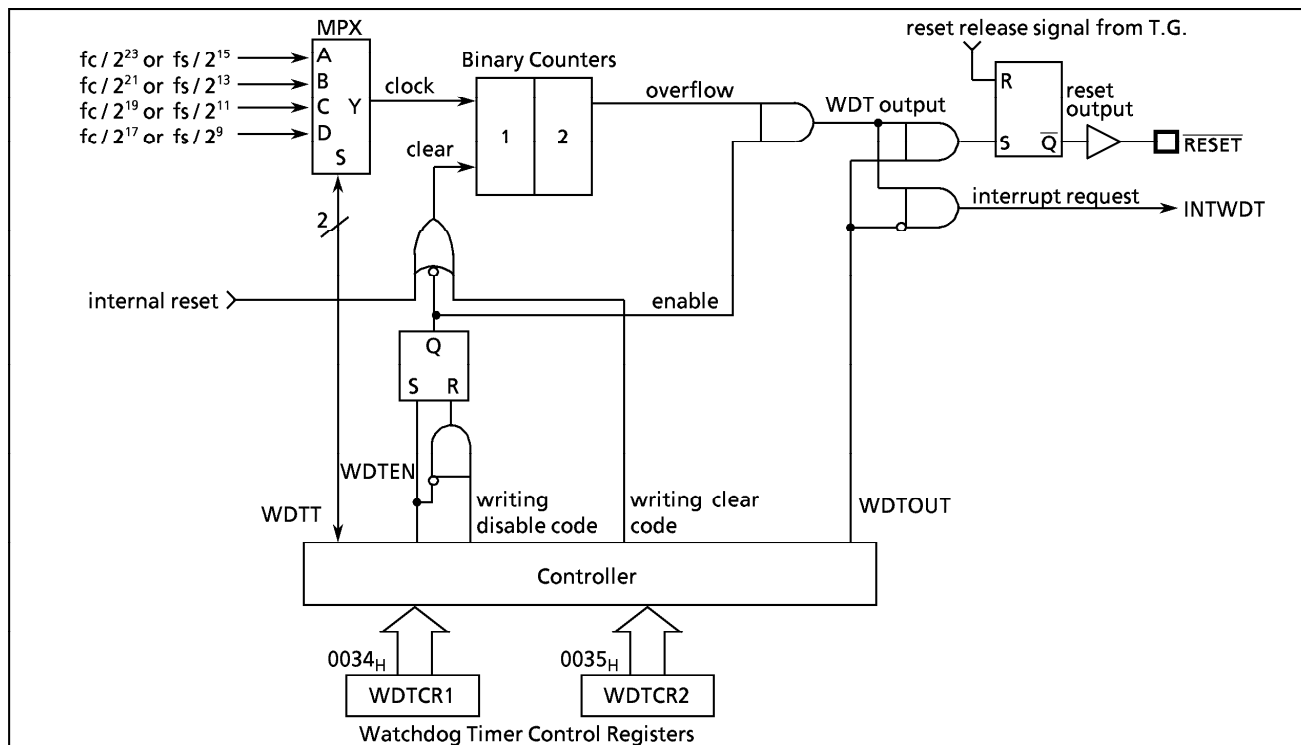 MPX
reset release signal from T.G.
fc / 2²³ or fs / 2¹⁵
fc / 2²¹ or fs / 2¹³
fc / 2¹⁹ or fs / 2¹¹
fc / 2¹⁷ or fs / 2⁹
A
B
C
D
Y
S
clock
clear
Binary Counters
1
2
overflow
WDT output
R
S
Q̅
reset
output
R̅E̅S̅E̅T̅
interrupt request
INTWDT
2
internal reset
enable
Q
S
R
WDTEN
WDTT
writing
disable code
writing clear
code
WDTOUT
Controller
0034H
0035H
WDTCR1
WDTCR2
Watchdog Timer Control Registers